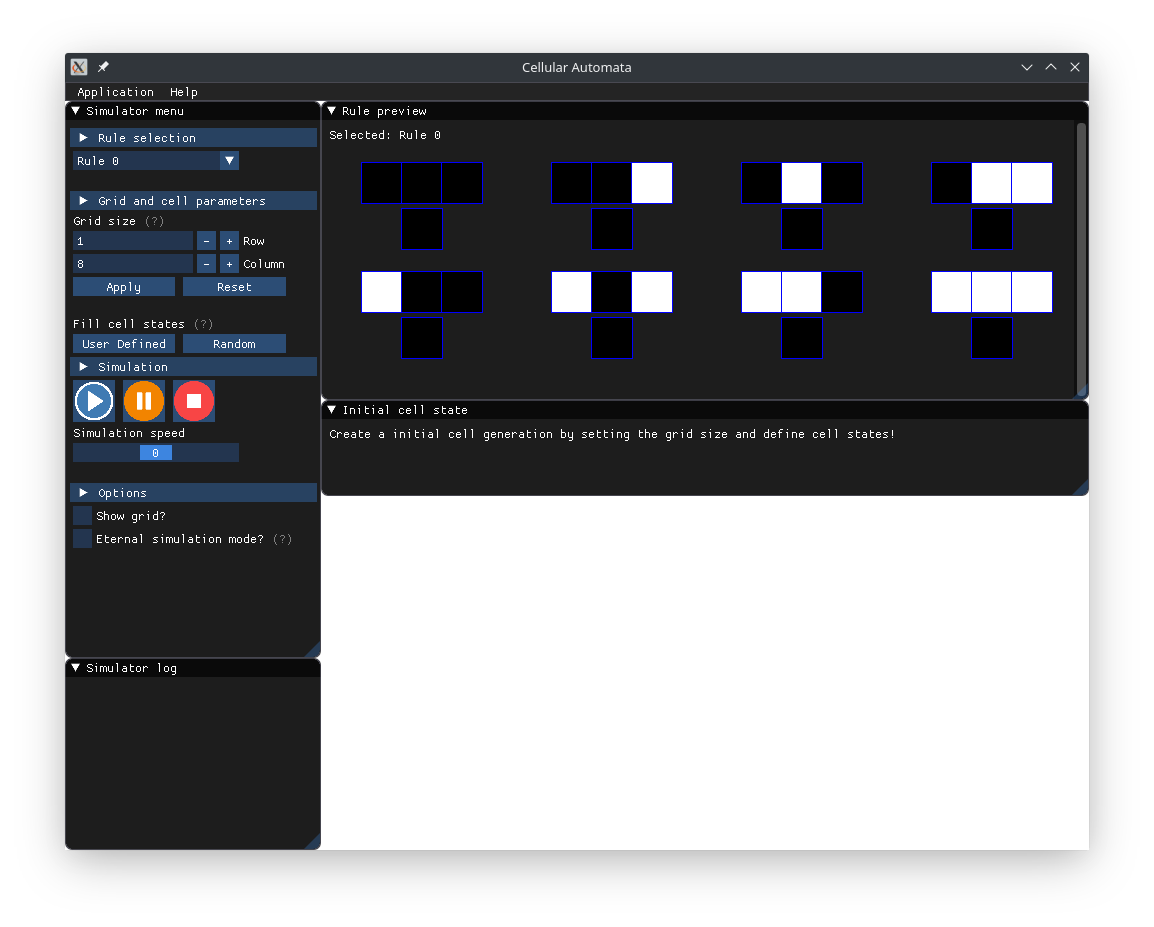 Cellular Automata
Application Help
Simulator menu
Rule selection
Rule 0
Grid and cell parameters
Grid size (?)
1 - + Row
8 - + Column
Apply Reset
Fill cell states (?)
User Defined Random
Simulation
Simulation speed
0
Options
Show grid?
Eternal simulation mode? (?)
Simulator log
Rule preview
Selected: Rule 0
Initial cell state
Create a initial cell generation by setting the grid size and define cell states!